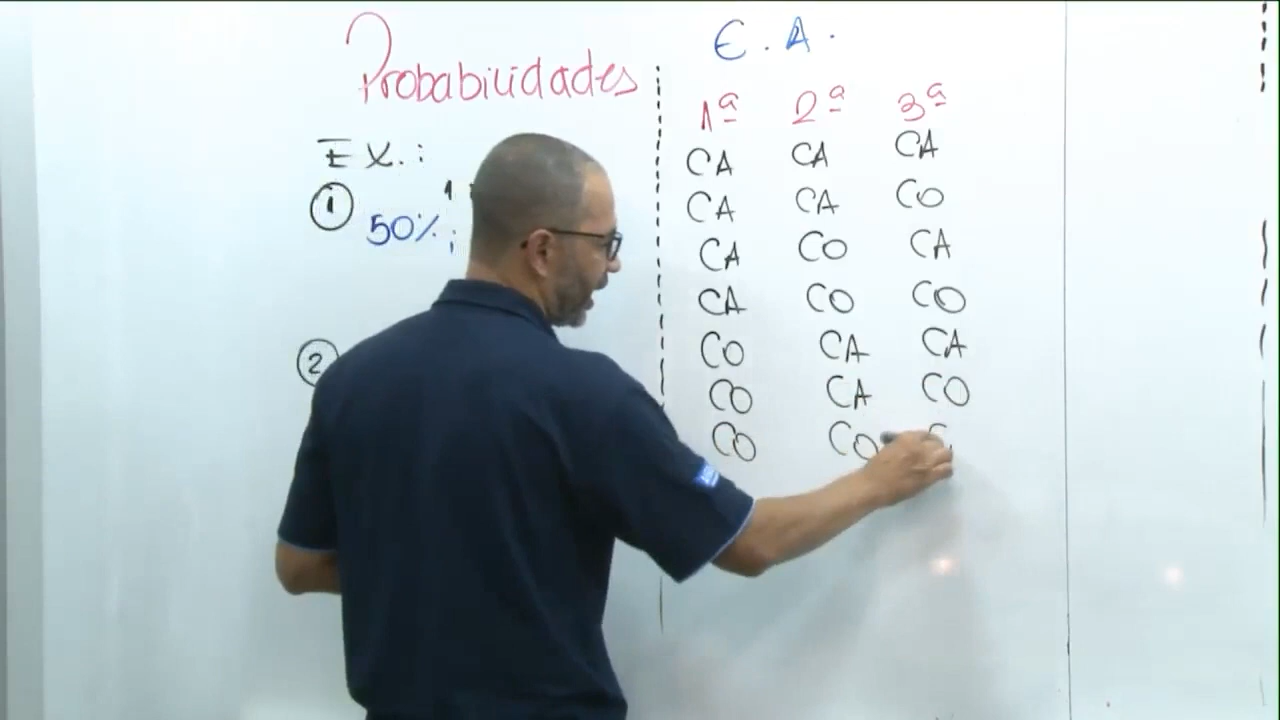 Probabilidades
Ex.:
1
50%;
2
E.A.
1ª 2ª 3ª
CA CA CA
CA CA CO
CA CO CA
CA CO CO
CO CA CA
CO CA CO
CO CO